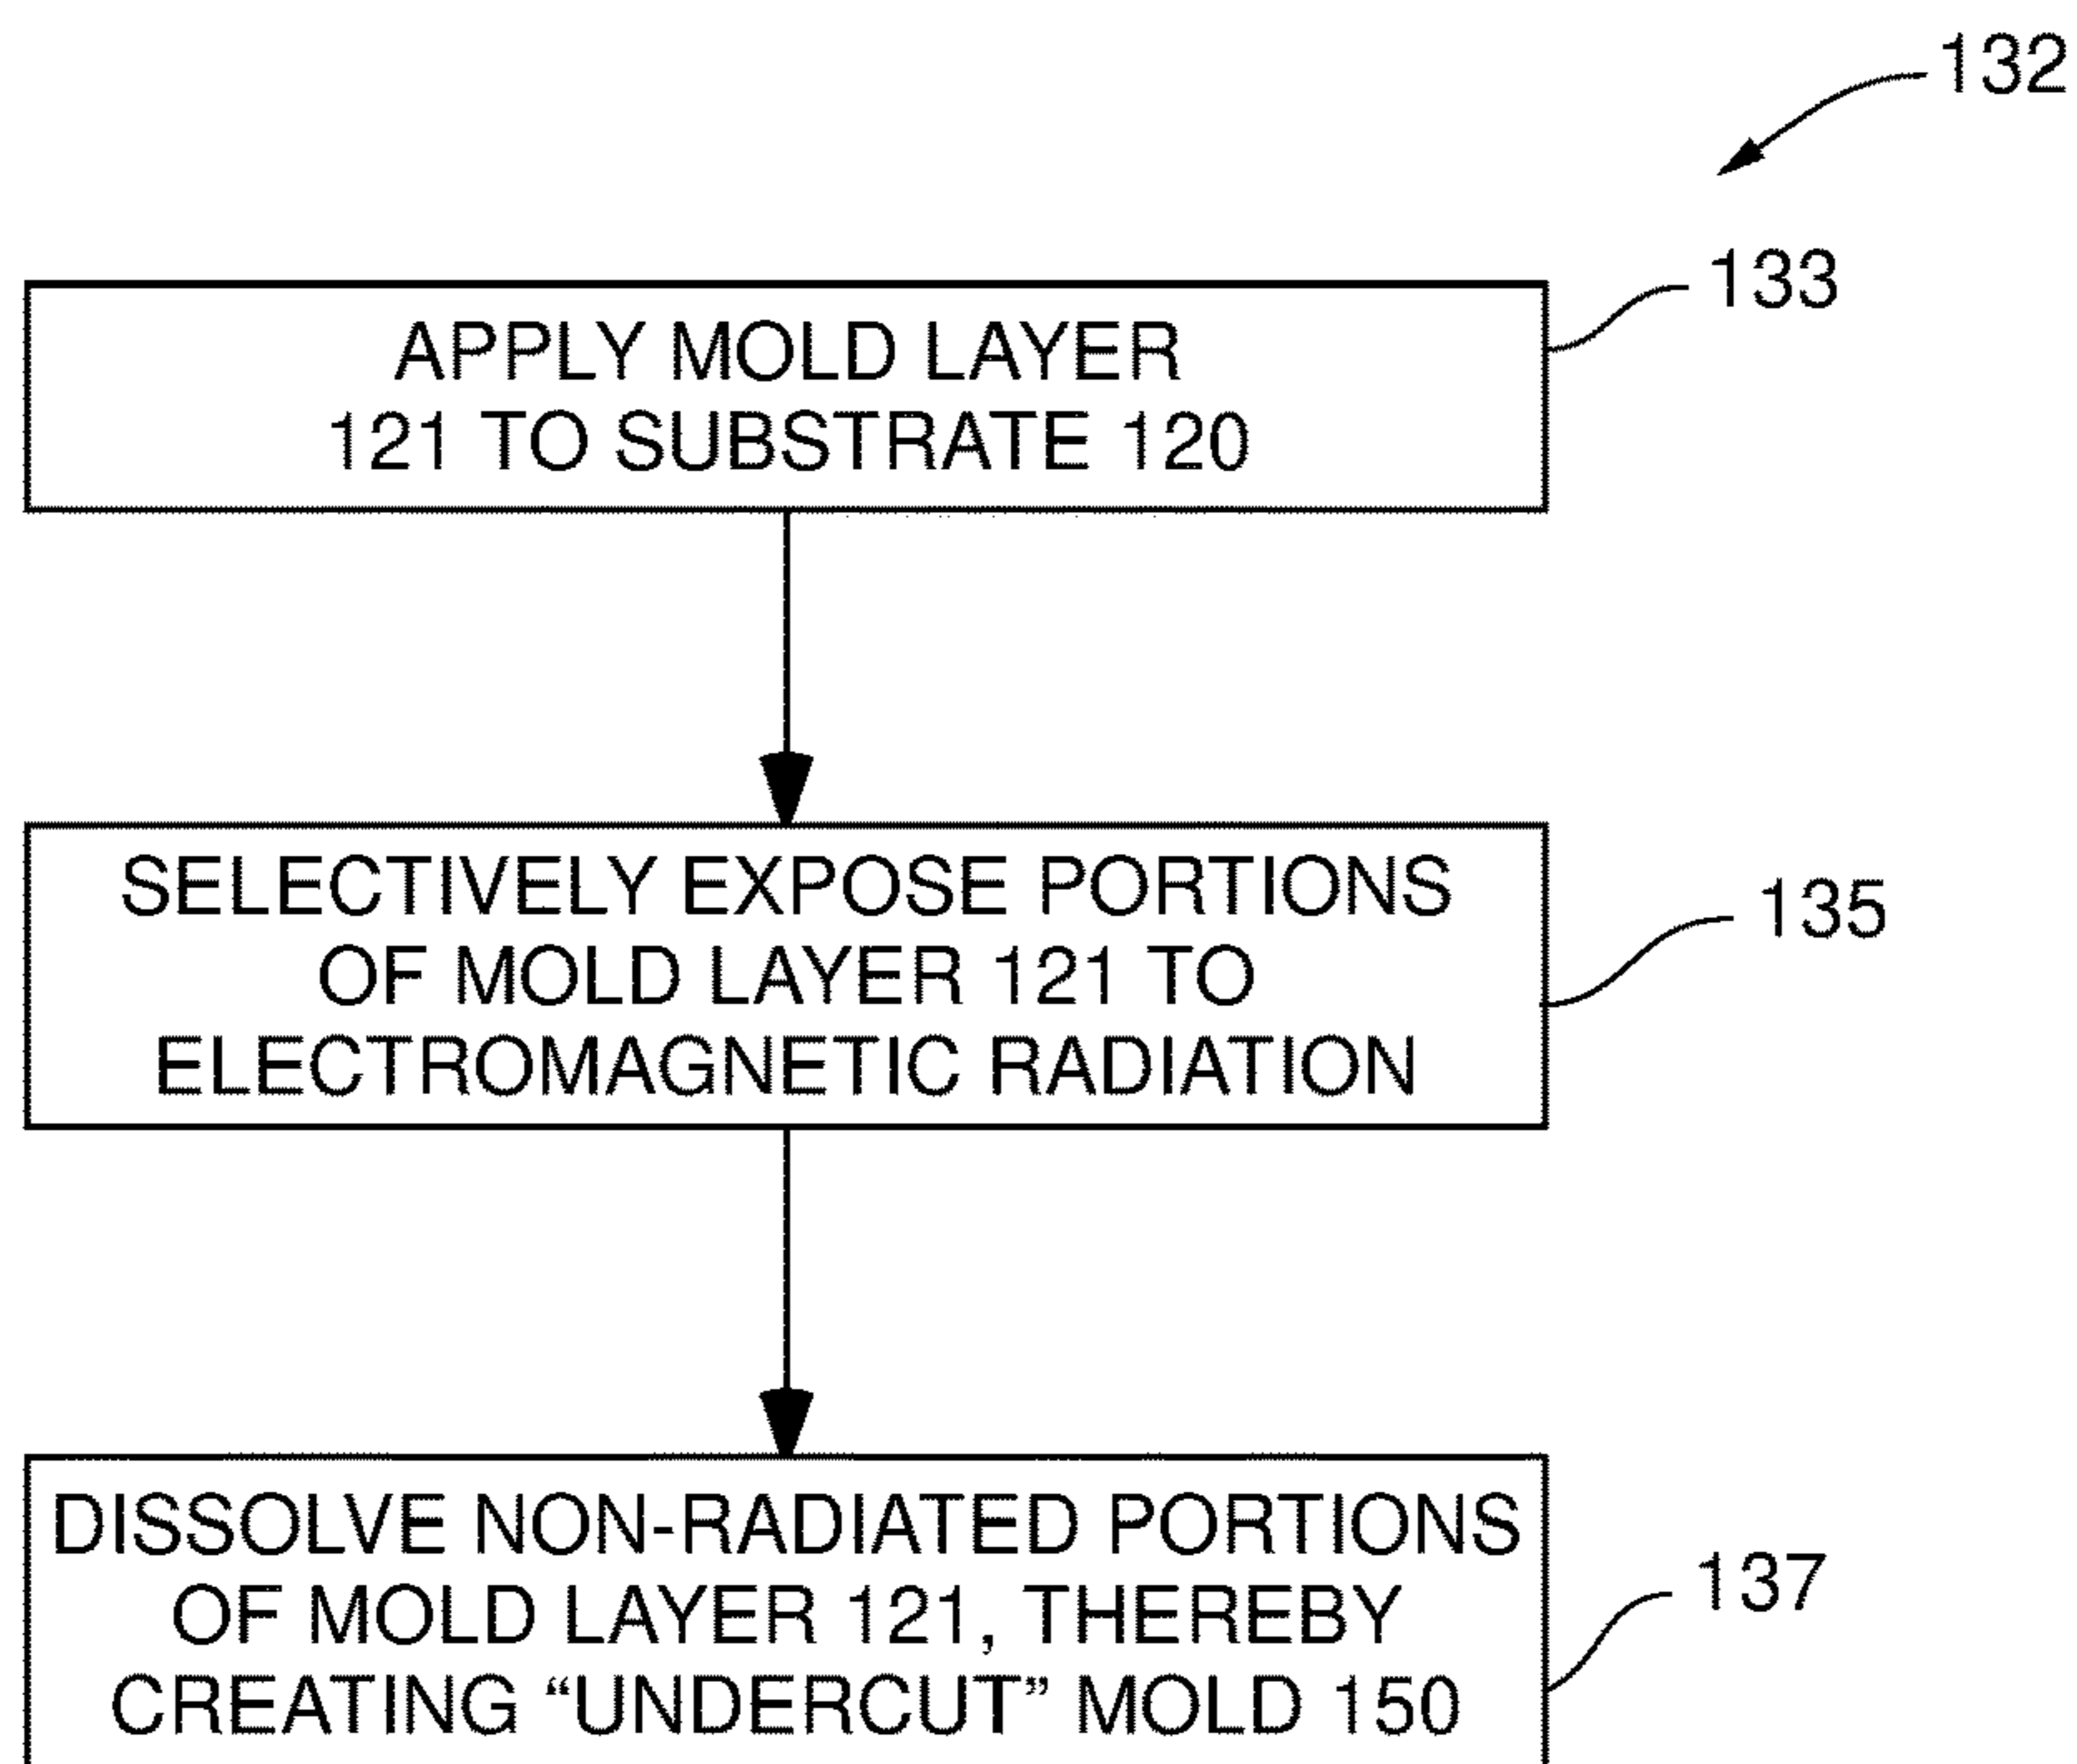 132
133
APPLY MOLD LAYER
121 TO SUBSTRATE 120
SELECTIVELY EXPOSE PORTIONS
OF MOLD LAYER 121 TO
ELECTROMAGNETIC RADIATION
135
DISSOLVE NON-RADIATED PORTIONS
OF MOLD LAYER 121, THEREBY
CREATING “UNDERCUT” MOLD 150
137